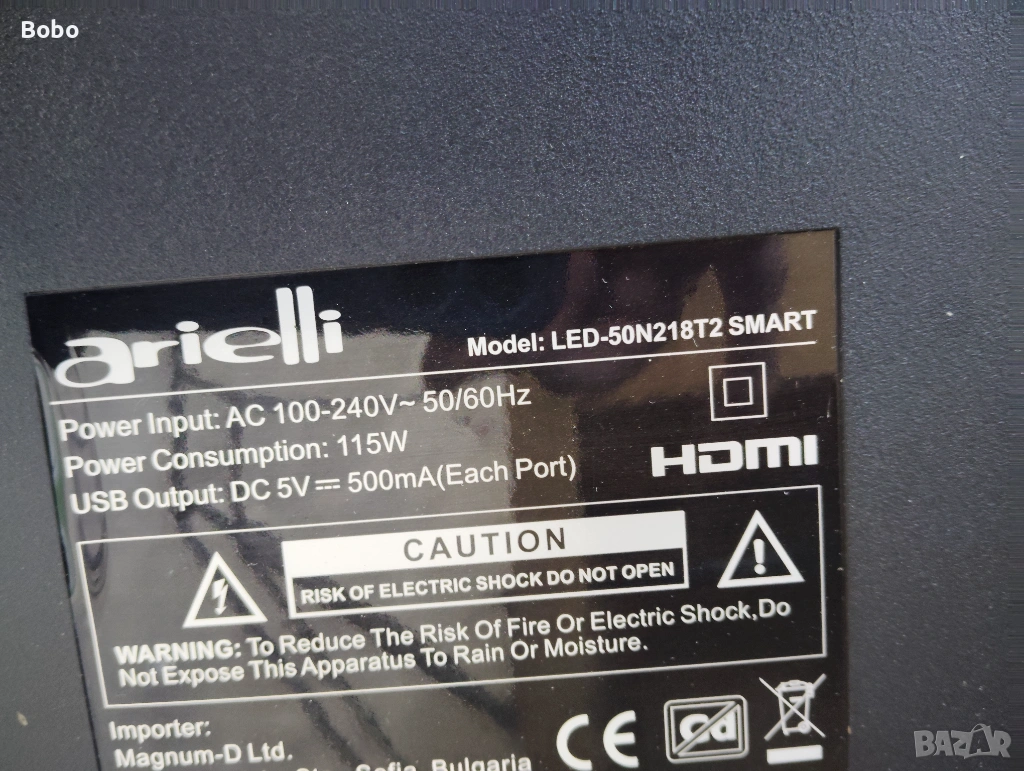 Bobo
arielli
Model: LED-50N218T2 SMART
Power Input: AC 100-240V~ 50/60Hz
Power Consumption: 115W
USB Output: DC 5V⎓500mA(Each Port)
HDMI
CAUTION
RISK OF ELECTRIC SHOCK DO NOT OPEN
WARNING: To Reduce The Risk Of Fire Or Electric Shock,Do
Not Expose This Apparatus To Rain Or Moisture.
Importer:
Magnum-D Ltd.
Sofia, Bulgaria
CE
Cd
BAZAR